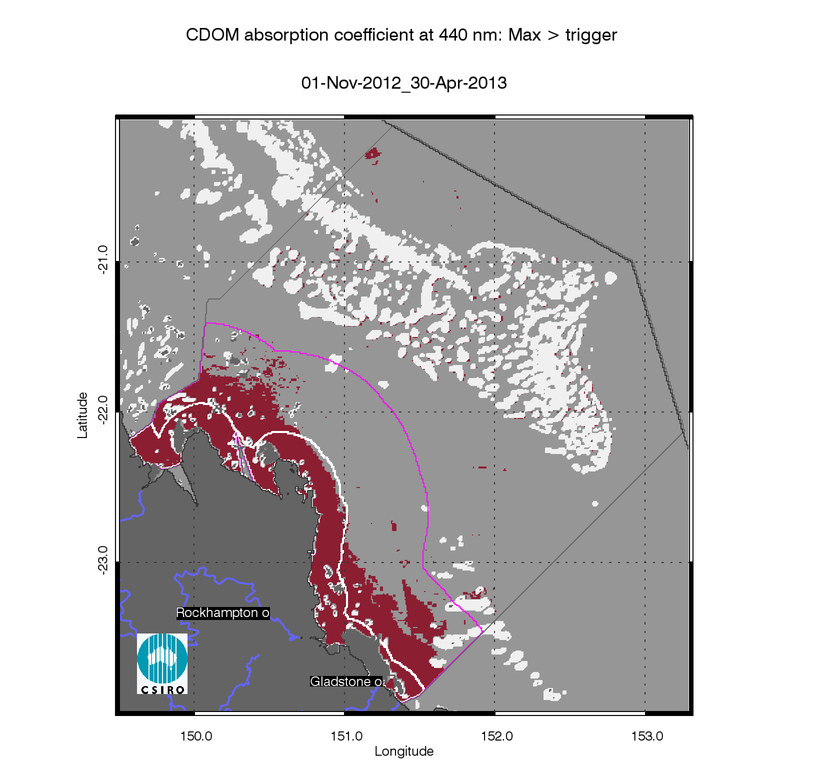 CDOM absorption coefficient at 440 nm: Max > trigger
01-Nov-2012_30-Apr-2013
21.0
-22.0
-23.0
Latitude
Rockhampton o
Gladstone o
CSIRO
150.0 151.0 152.0 153.0
Longitude